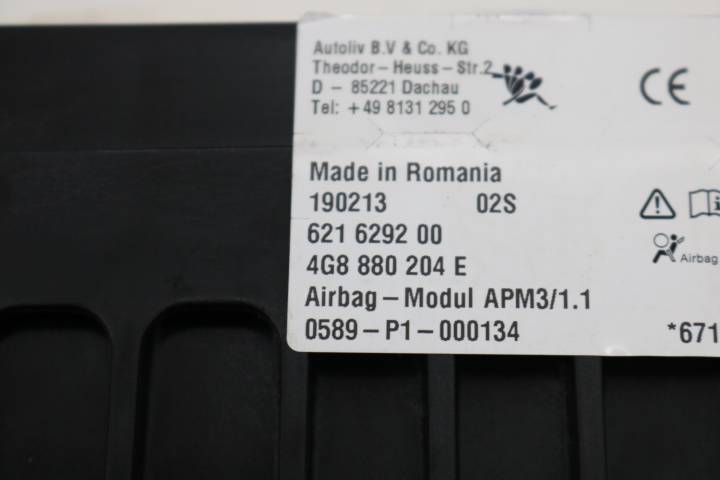 Autoliv B.V & Co. KG
Theodor-Heuss-Str.2
D - 85221 Dachau
Tel: +49 8131 295 0
CE
Made in Romania
190213 02S
621 6292 00
4G8 880 204 E
Airbag
Airbag-Modul APM3/1.1
0589-P1-000134 *671